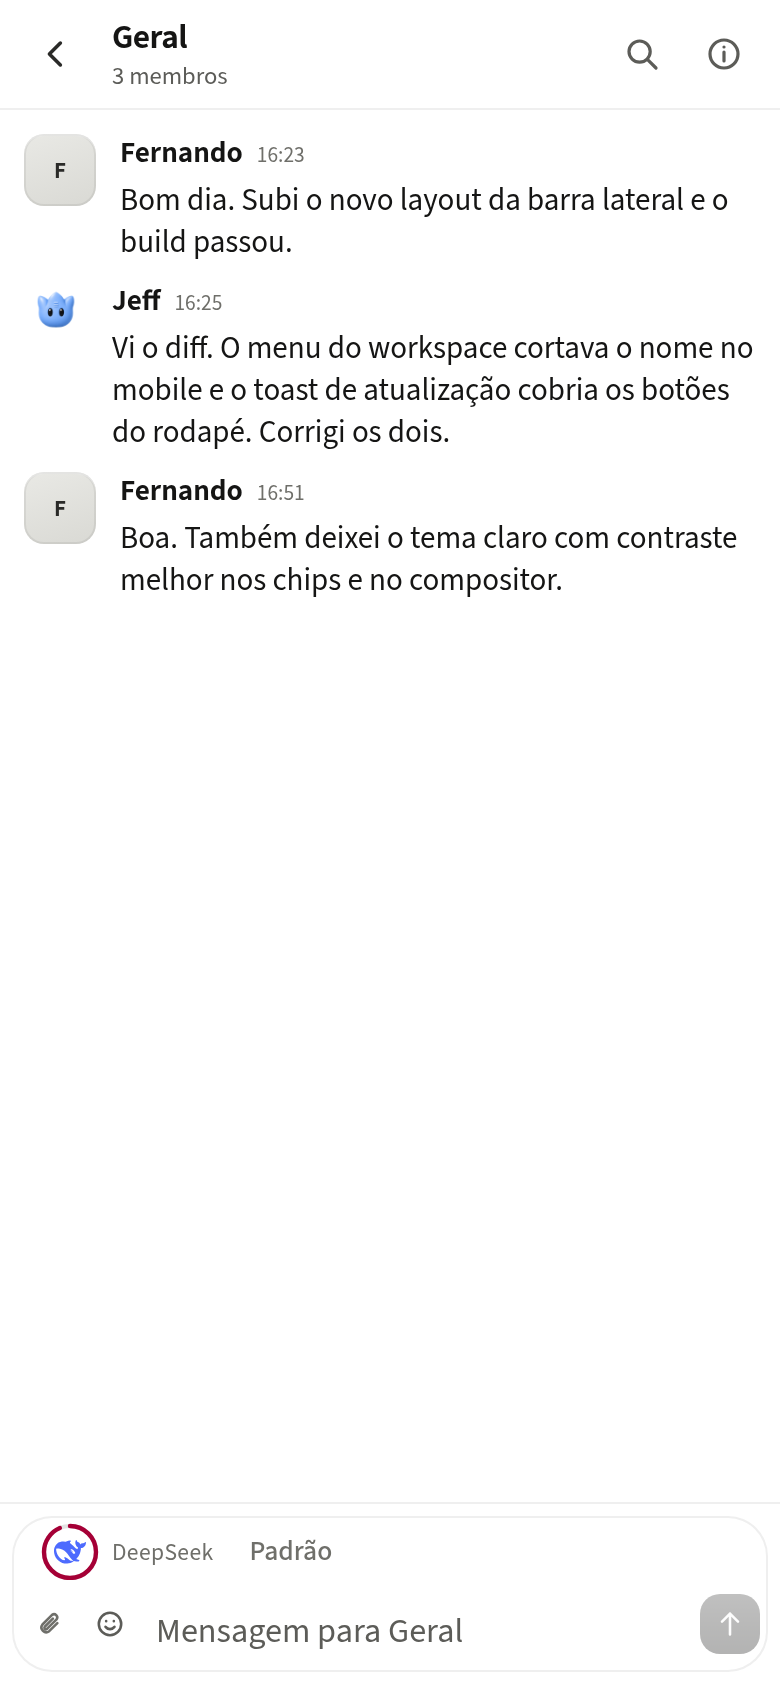 Geral
3 membros
F
Fernando 16:23
Bom dia. Subi o novo layout da barra lateral e o
build passou.
Jeff 16:25
Vi o diff. O menu do workspace cortava o nome no
mobile e o toast de atualização cobria os botões
do rodapé. Corrigi os dois.
F
Fernando 16:51
Boa. Também deixei o tema claro com contraste
melhor nos chips e no compositor.
DeepSeek Padrão
Mensagem para Geral